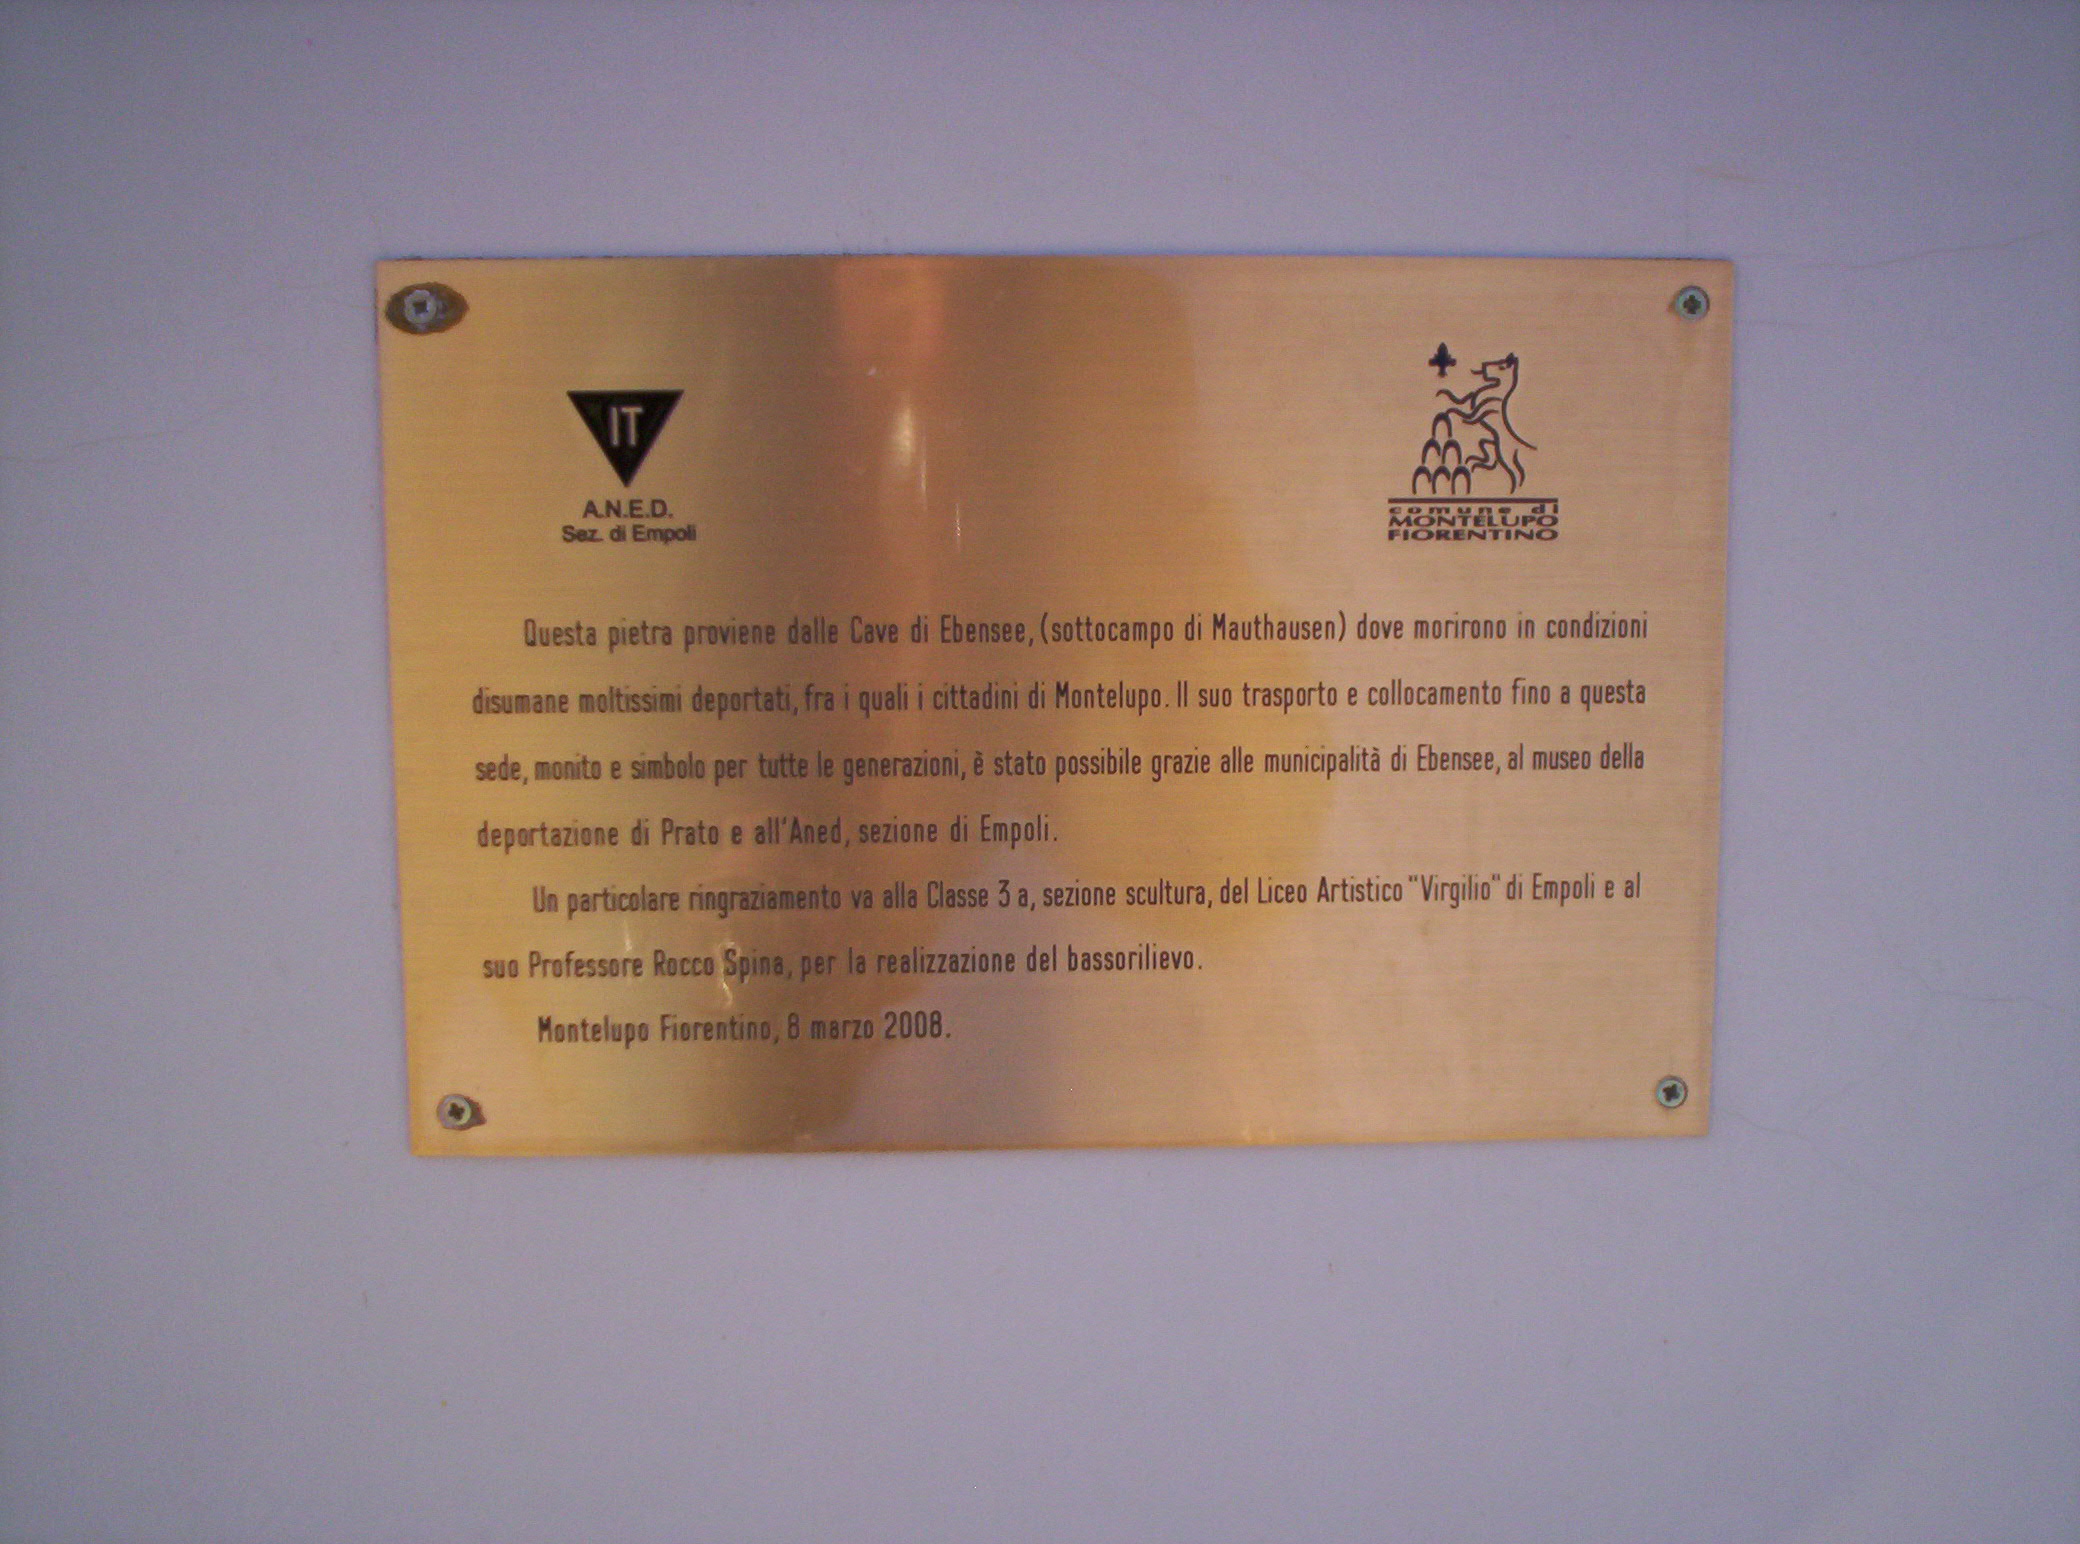 IT
A.N.E.D.
Sez. di Empoli
comune di
MONTELUPO
FIORENTINO
Questa pietra proviene dalle Cave di Ebensee, (sottocampo di Mauthausen) dove morirono in condizioni
disumane moltissimi deportati, fra i quali i cittadini di Montelupo. Il suo trasporto e collocamento fino a questa
sede, monito e simbolo per tutte le generazioni, è stato possibile grazie alle municipalità di Ebensee, al museo della
deportazione di Prato e all'Aned, sezione di Empoli.
Un particolare ringraziamento va alla Classe 3 a, sezione scultura, del Liceo Artistico "Virgilio" di Empoli e al
suo Professore Rocco Spina, per la realizzazione del bassorilievo.
Montelupo Fiorentino, 8 marzo 2008.